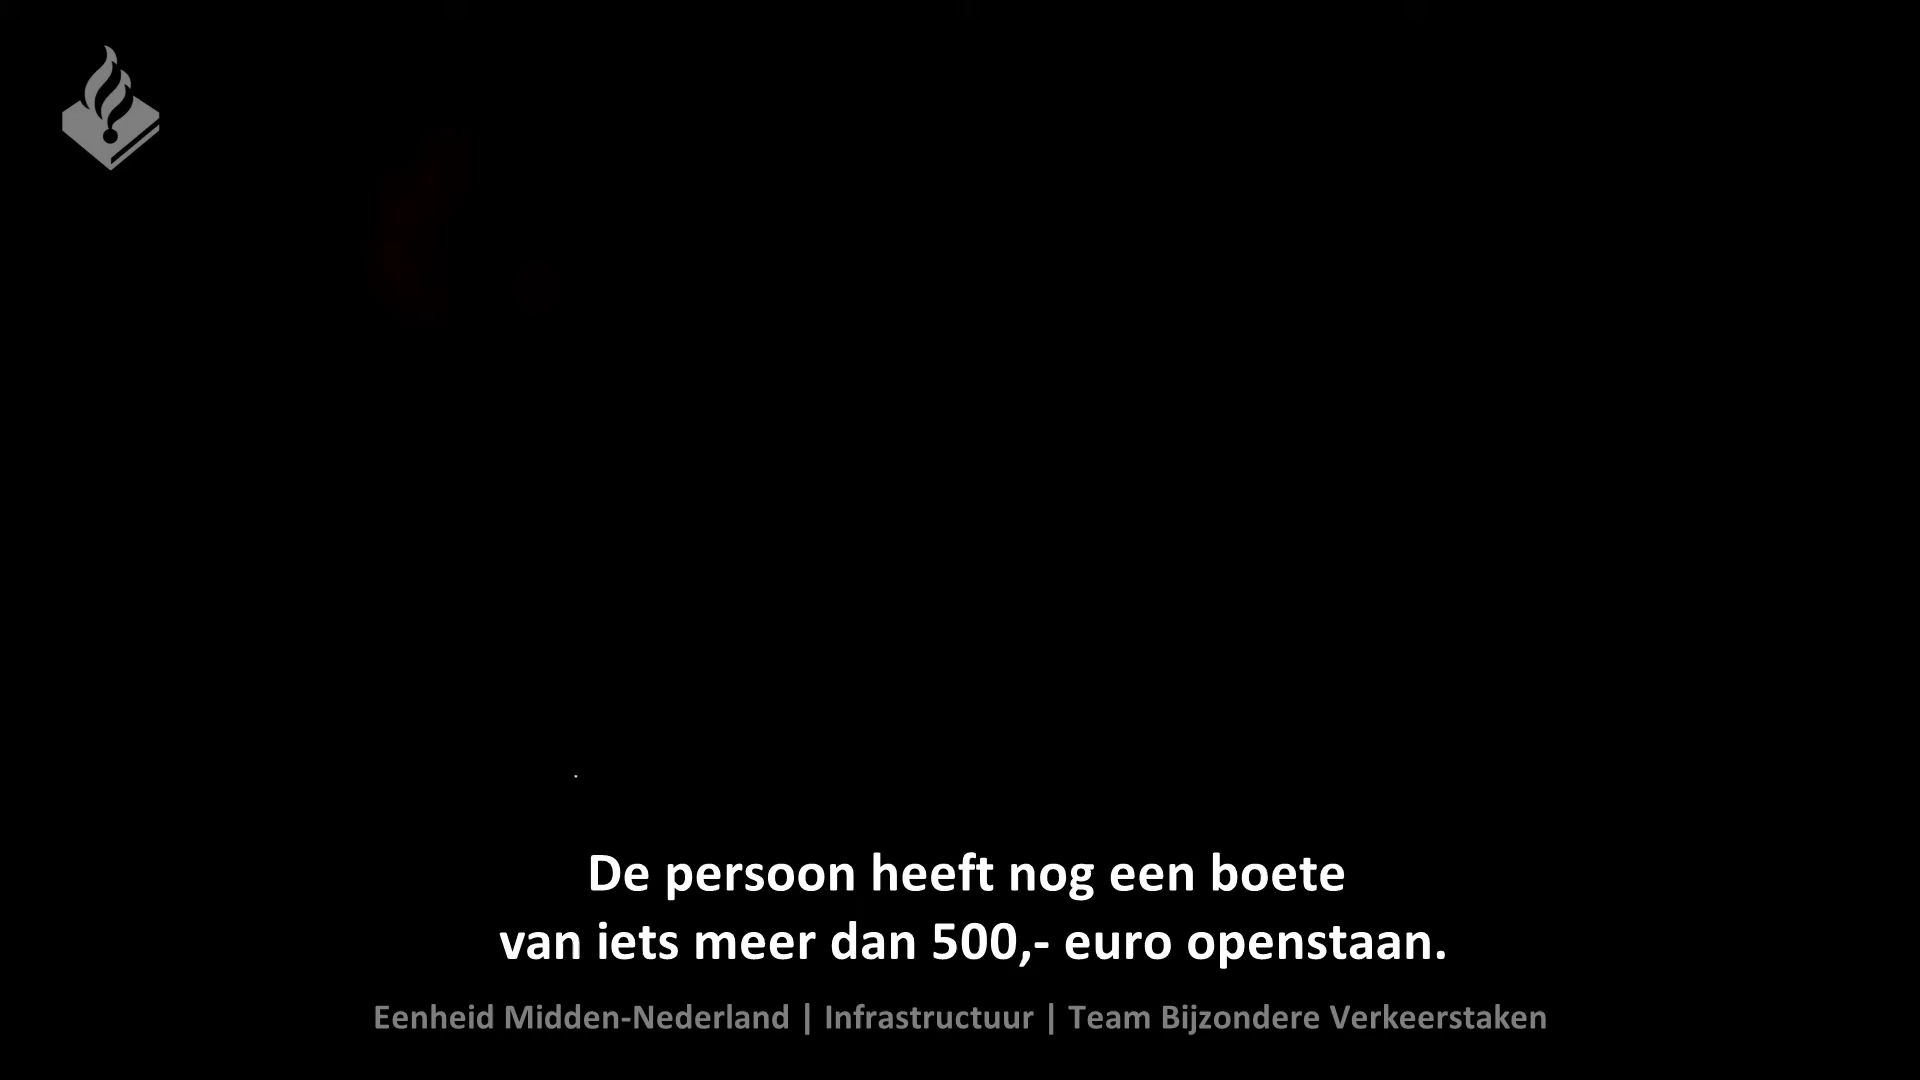 De persoon heeft nog een boete
van iets meer dan 500,- euro openstaan.
Eenheid Midden-Nederland | Infrastructuur | Team Bijzondere Verkeerstaken